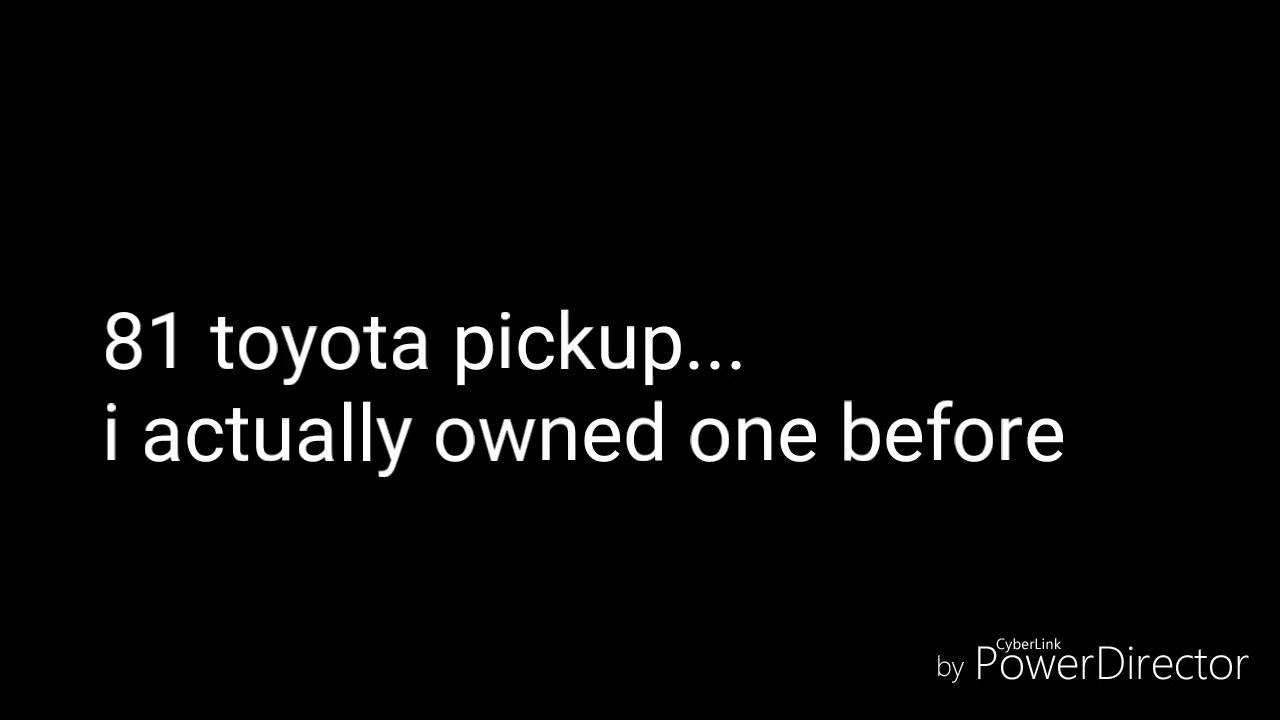 81 toyota pickup...
i actually owned one before
CyberLink
by PowerDirector